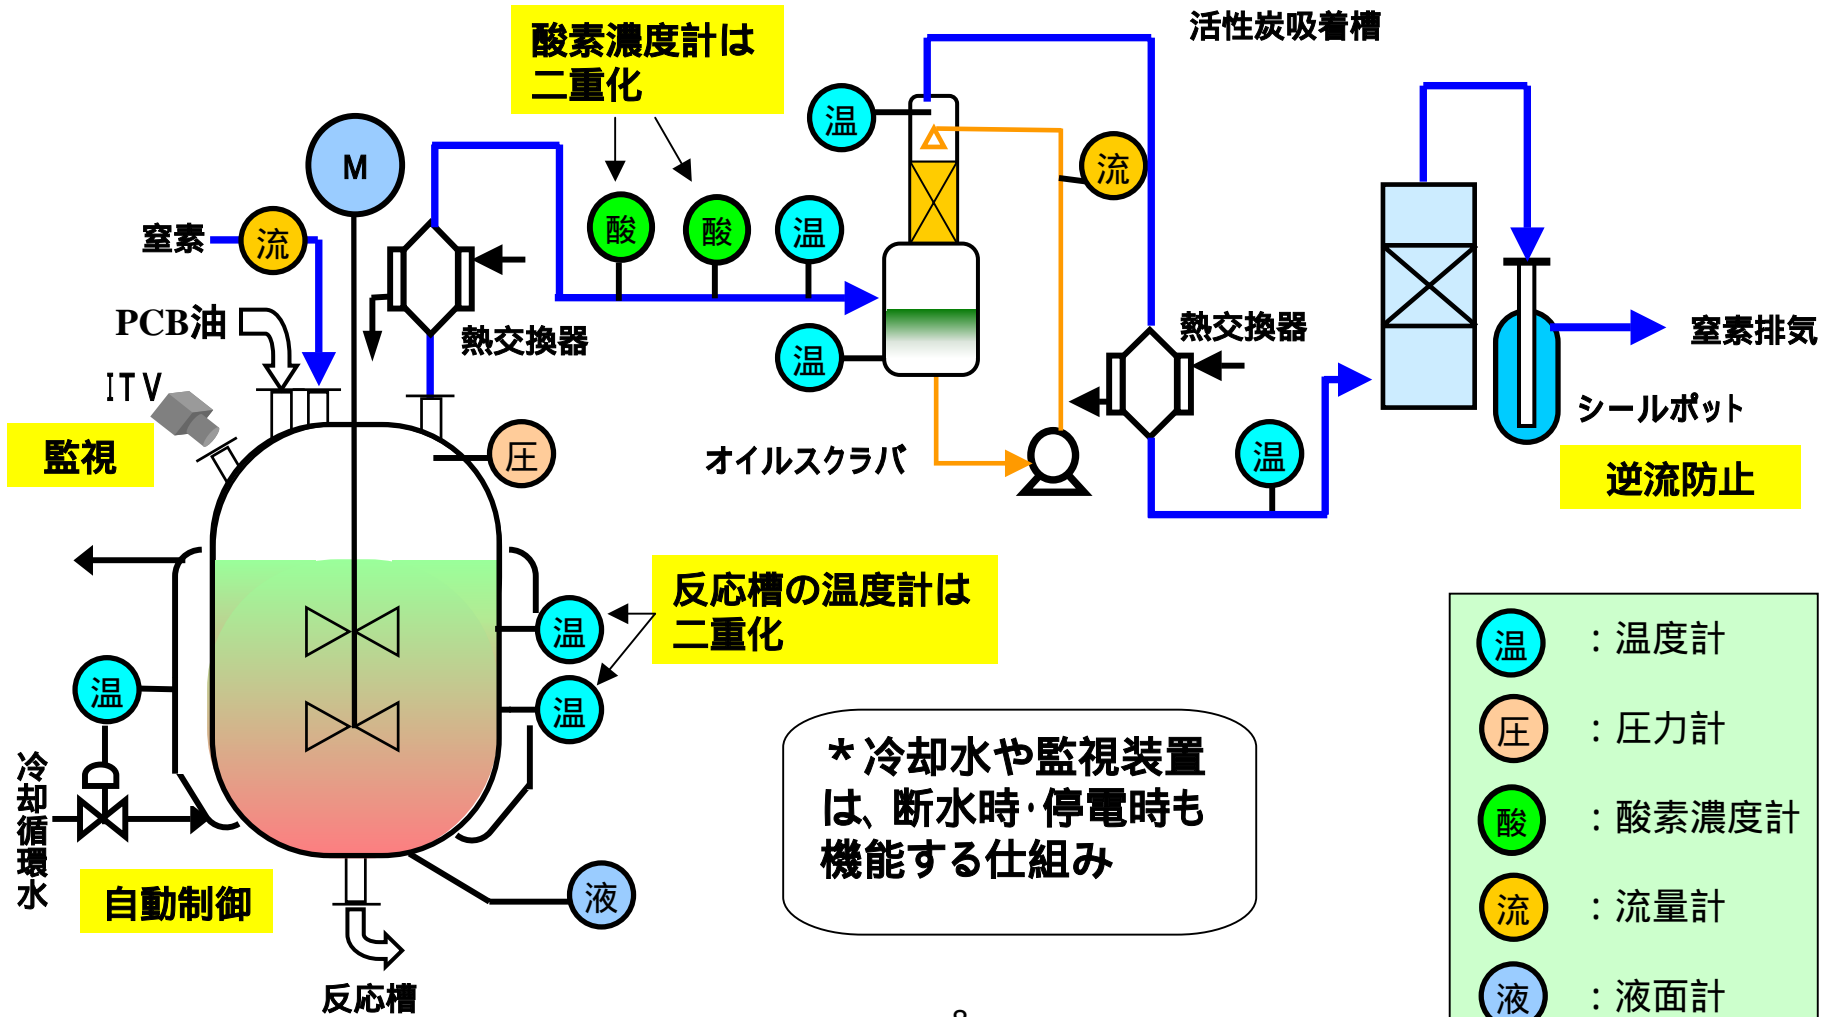 酸素濃度計は
二重化
活性炭吸着槽
温
流
M
窒素
流
酸
酸
温
PCB油
熱交換器
温
熱交換器
窒素排気
ITV
監視
圧
オイルスクラバ
温
シールポット
逆流防止
反応槽の温度計は
二重化
温
温
温
冷却循環水
自動制御
液
反応槽
*冷却水や監視装置
は、断水時・停電時も
機能する仕組み
温 :温度計
圧 :圧力計
酸 :酸素濃度計
流 :流量計
液 :液面計